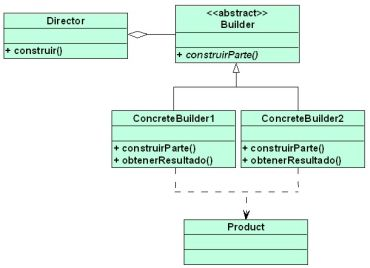 Director
+ construir()
<<abstract>>
Builder
+ construirParte()
ConcreteBuilder1
+ construirParte()
+ obtenerResultado()
ConcreteBuilder2
+ construirParte()
+ obtenerResultado()
Product